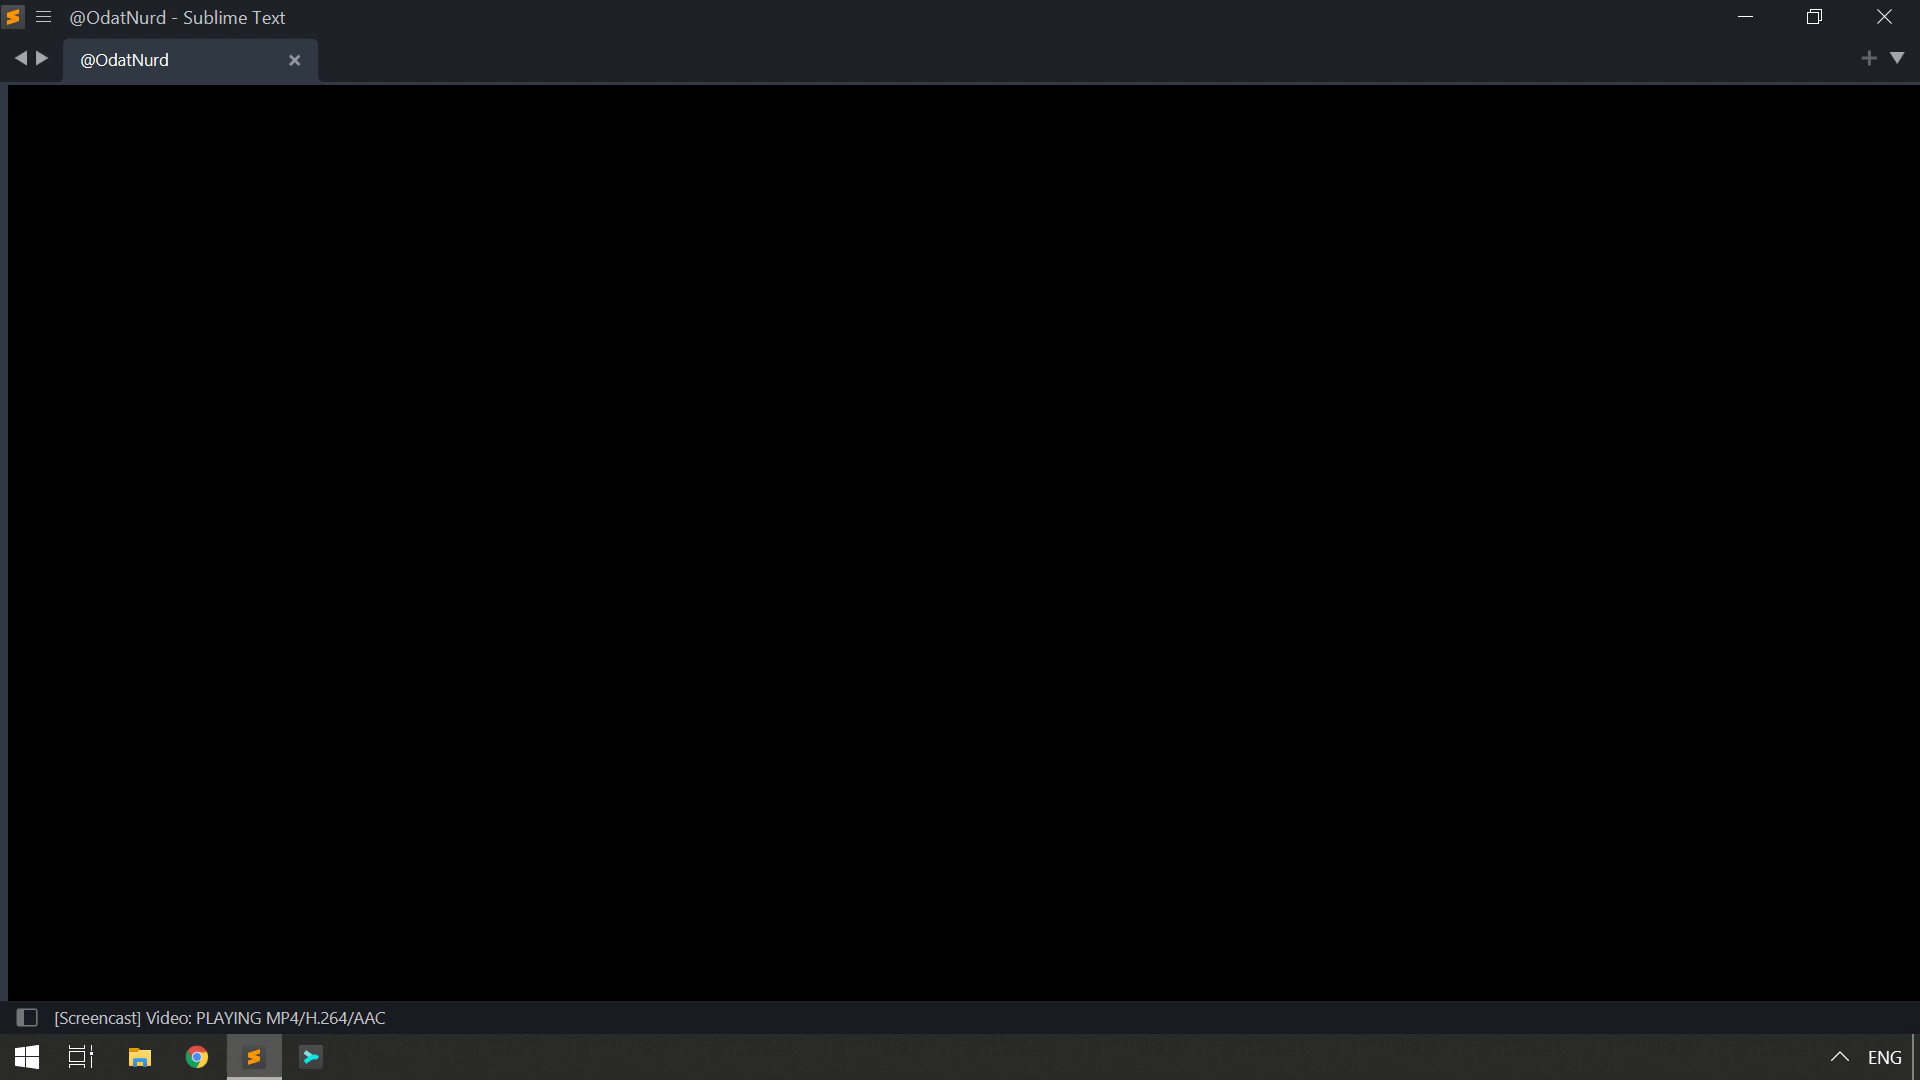 @OdatNurd - Sublime Text
@OdatNurd
[Screencast] Video: PLAYING MP4/H.264/AAC
ENG